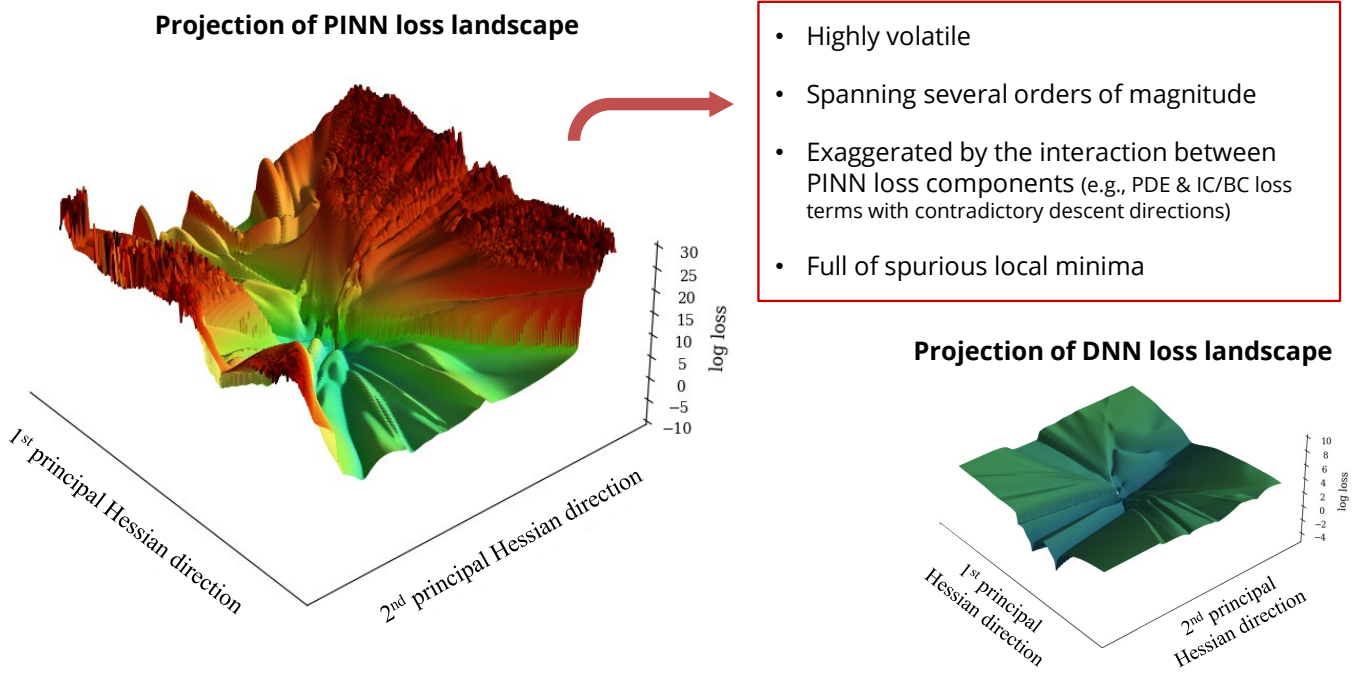 Projection of PINN loss landscape
• Highly volatile
• Spanning several orders of magnitude
• Exaggerated by the interaction between
PINN loss components (e.g., PDE & IC/BC loss
terms with contradictory descent directions)
• Full of spurious local minima
30
25
20
15
10
5
0
−5
−10
log loss
1st principal Hessian direction
2nd principal Hessian direction
Projection of DNN loss landscape
10
8
6
4
2
0
−2
−4
log loss
1st principal
Hessian direction
2nd principal
Hessian direction